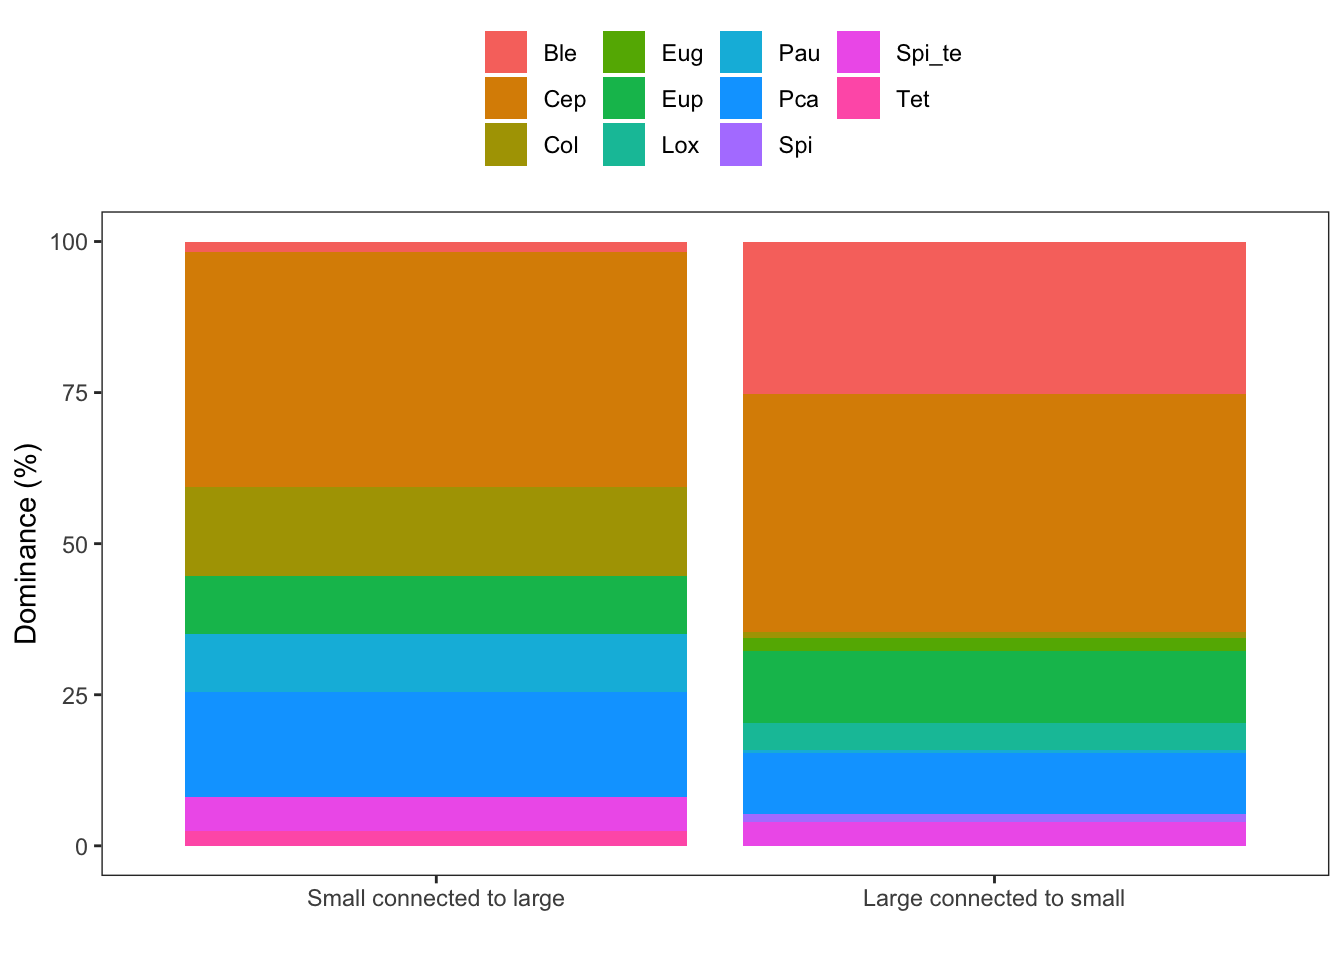 Ble Eug Pau Spi_te
Cep Eup Pca Tet
Col Lox Spi
100
75
50
25
0
Dominance (%)
Small connected to large Large connected to small